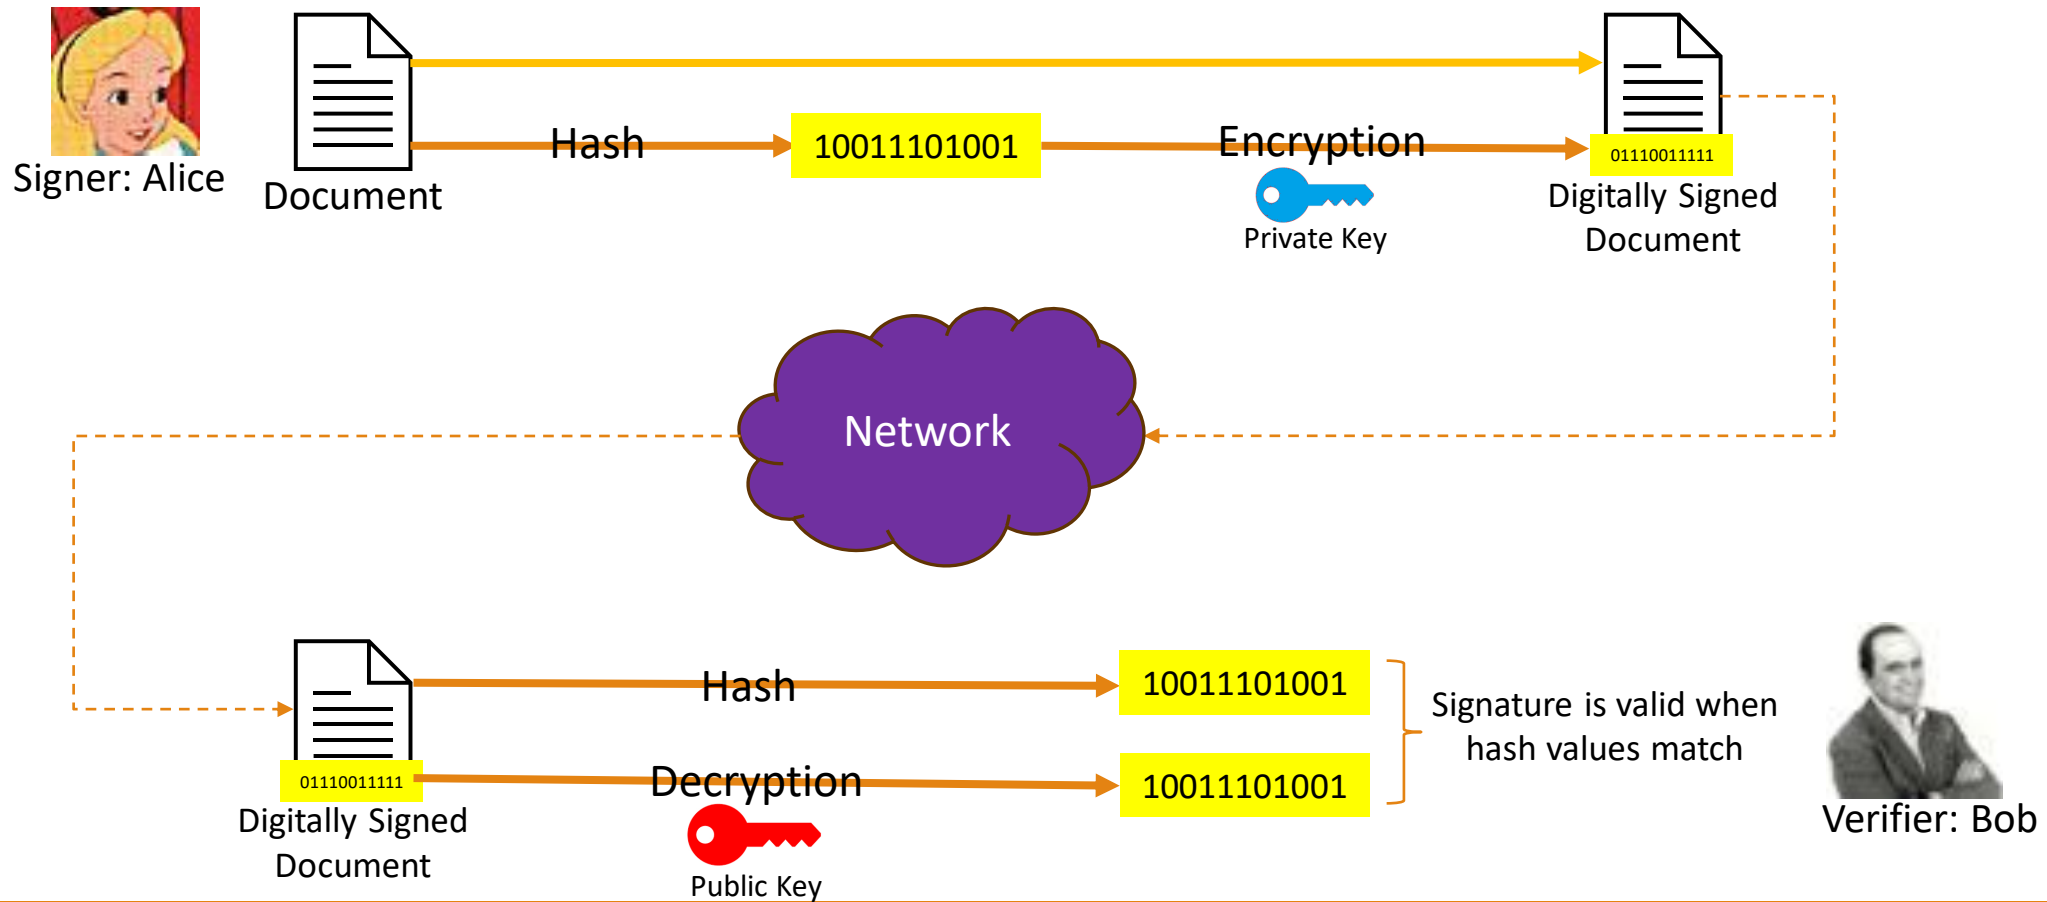 Signer: Alice
Document
Hash
10011101001
Encryption
Private Key
01110011111
Digitally Signed
Document
Network
01110011111
Digitally Signed
Document
Hash
10011101001
Decryption
Public Key
10011101001
Signature is valid when
hash values match
Verifier: Bob